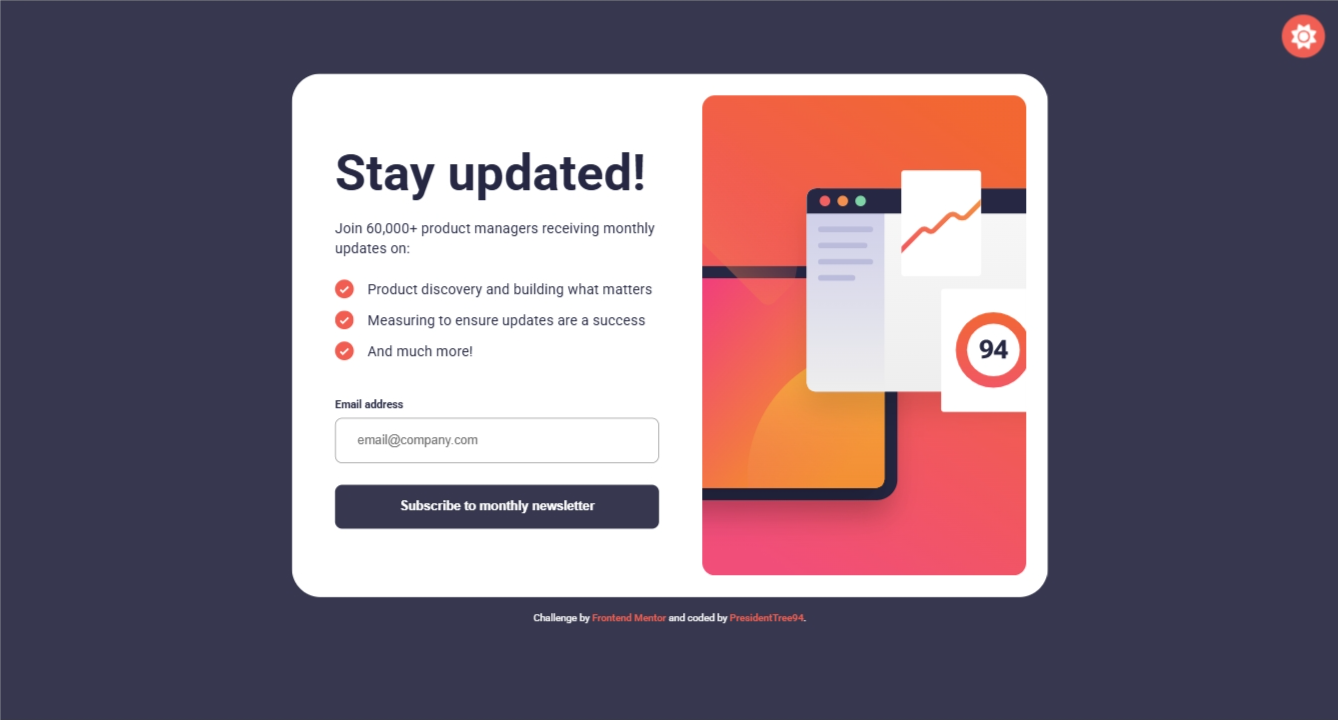 Stay updated!
Join 60,000+ product managers receiving monthly
updates on:
Product discovery and building what matters
Measuring to ensure updates are a success
And much more!
Email address
email@company.com
Subscribe to monthly newsletter
94
Challenge by Frontend Mentor and coded by PresidentTree94.